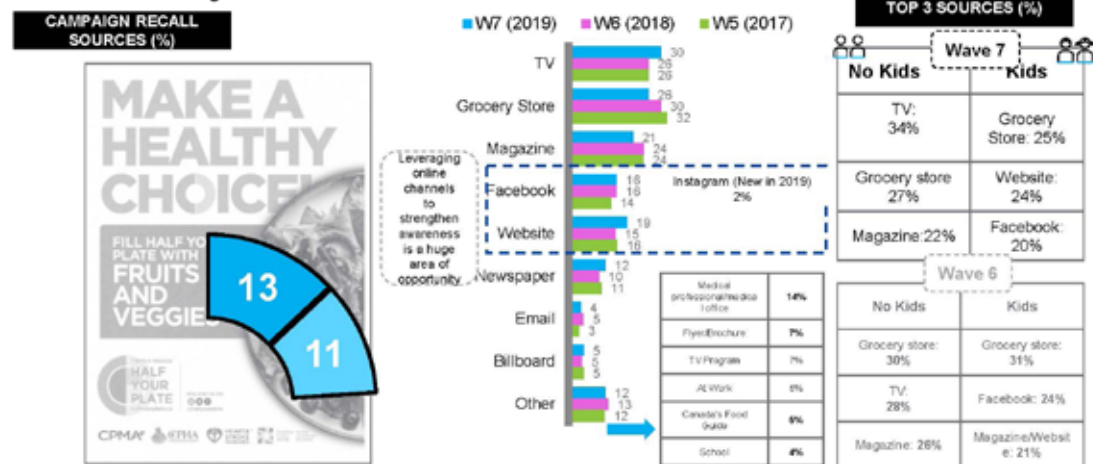 CAMPAIGN RECALL
SOURCES (%)
W7 (2019) W6 (2018) W5 (2017)
TOP 3 SOURCES (%)
MAKE A
HEALTHY
CHOICE!
FILL HALF YO
PLATE WITH
FRUITS
AND
VEGGIES
13
11
HALF
YOUR
PLATE
CPMA
Leveraging
online
channels
to
strengthen
awareness
is a huge
area of
opportunity
TV 30 26 26
Grocery Store 26 30 32
Magazine 21 24 24
Facebook 16 16 14
Website 19 15 16
Newspaper 12 10 11
Email 4 5 3
Billboard 5 5 5
Other 12 13 12
Instagram (New in 2019)
2%
Medical
professional/medica
l office 14%
Flyer/Brochure 7%
TV Program 7%
At Work
Canada's Food
Guide
School 4%
Wave 7
No Kids Kids
TV:
34%
Grocery
Store: 25%
Grocery store
27%
Website:
24%
Magazine:22%
Facebook:
20%
Wave 6
No Kids Kids
Grocery store:
30%
Grocery store:
31%
TV:
28%
Facebook: 24%
Magazine: 26%
Magazine/Websit
e: 21%